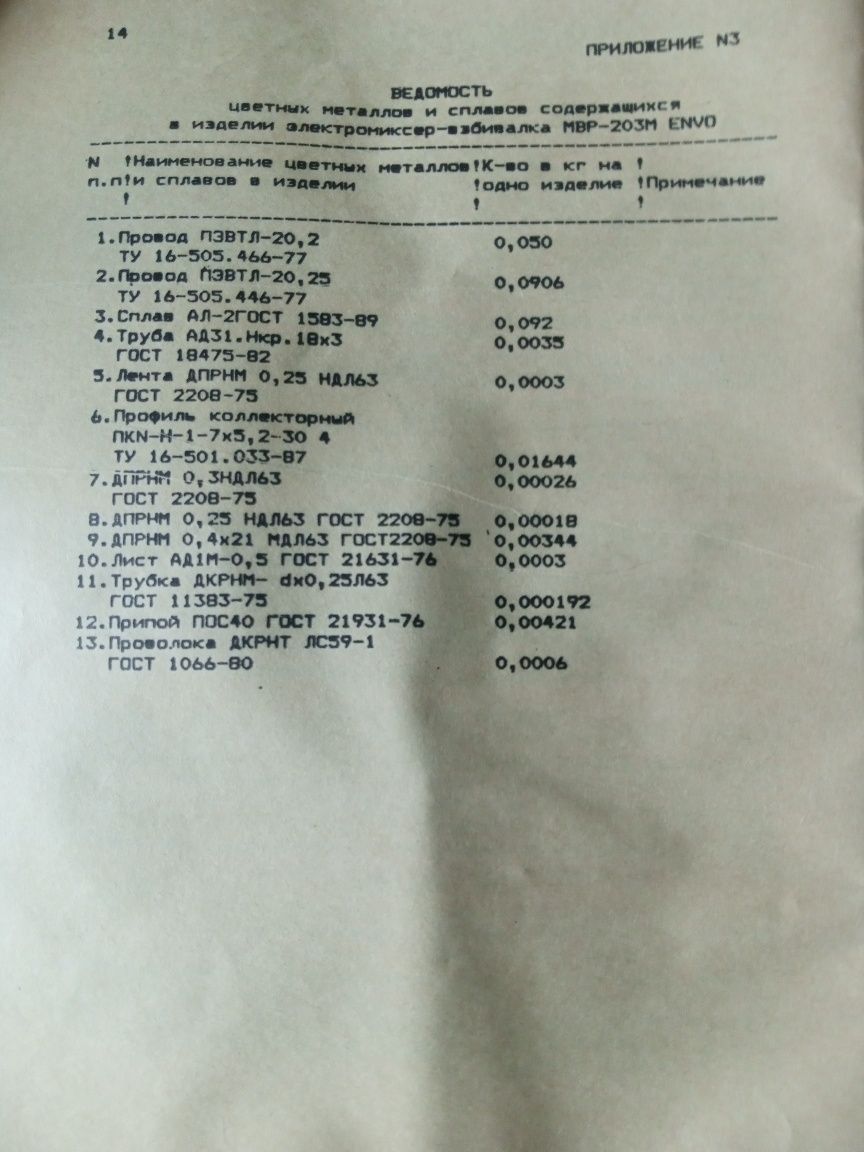 14
ПРИЛОЖЕНИЕ N3
ВЕДОМОСТЬ
цветных металлов и сплавов содержащихся
в изделии электромиксер-взбивалка МВР-203М ENVO
N !Наименование цветных металлов!К-во в кг на !
п.п!и сплавов в изделии !одно изделие !Примечание
! ! !
1.Провод ПЭВТЛ-20,2 0,050
ТУ 16-505.466-77
2.Провод ПЭВТЛ-20,25 0,0906
ТУ 16-505.446-77
3.Сплав АЛ-2ГОСТ 1583-89 0,092
4.Труба АД31.Нкр.18х3 0,0035
ГОСТ 18475-82
5.Лента ДПРНМ 0,25 НДЛ63 0,0003
ГОСТ 2208-75
6.Профиль коллекторный
ПКN-Н-1-7х5,2-30 4
ТУ 16-501.033-87 0,01644
7.ДПРНМ 0,3НДЛ63 0,00026
ГОСТ 2208-75
8.ДПРНМ 0,25 НДЛ63 ГОСТ 2208-75 0,00018
9.ДПРНМ 0,4х21 МДЛ63 ГОСТ2208-75 0,00344
10.Лист АД1М-0,5 ГОСТ 21631-76 0,0003
11.Трубка ДКРНМ- dх0,25Л63
ГОСТ 11383-75 0,000192
12.Припой ПОС40 ГОСТ 21931-76 0,00421
13.Проволока ДКРНТ ЛС59-1
ГОСТ 1066-80 0,0006